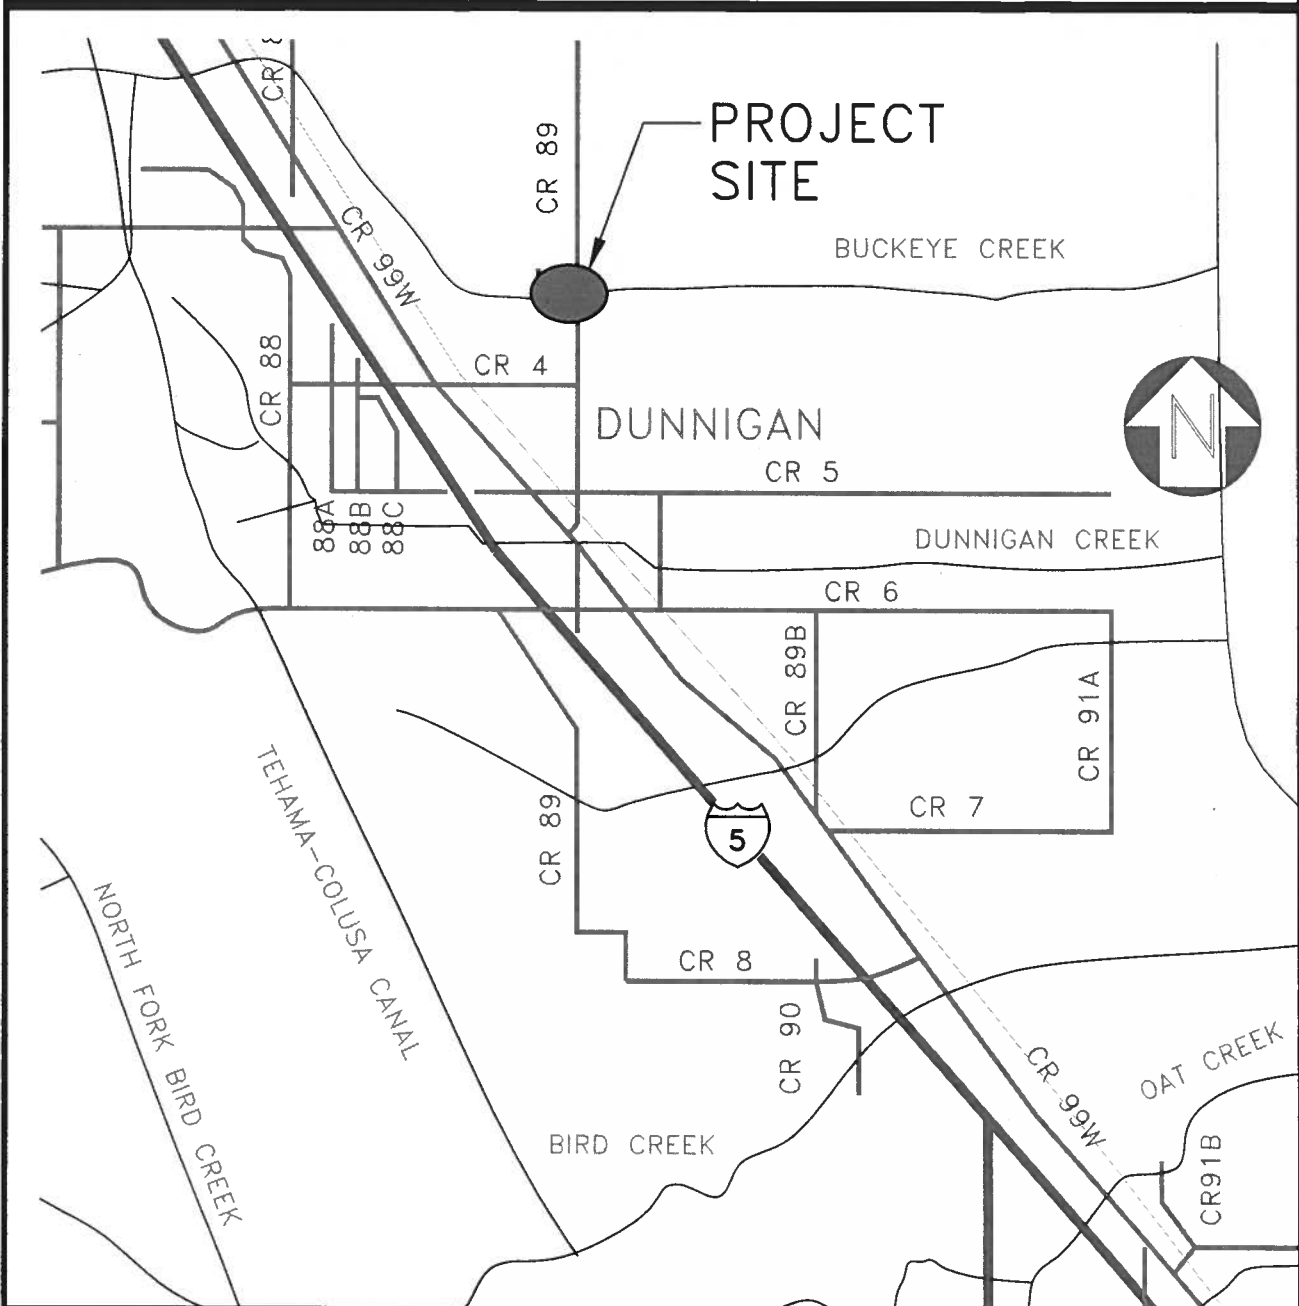 CR 89
PROJECT
SITE
CR 99W
BUCKEYE CREEK
CR 88
CR 4
DUNNIGAN
N
CR 5
88A
88B
88C
DUNNIGAN CREEK
CR 6
CR 89B
CR 91A
TEHAMA-COLUSA CANAL
CR 89
5
CR 7
NORTH FORK BIRD CREEK
CR 8
CR 90
CR 99W
OAT CREEK
BIRD CREEK
CR91B